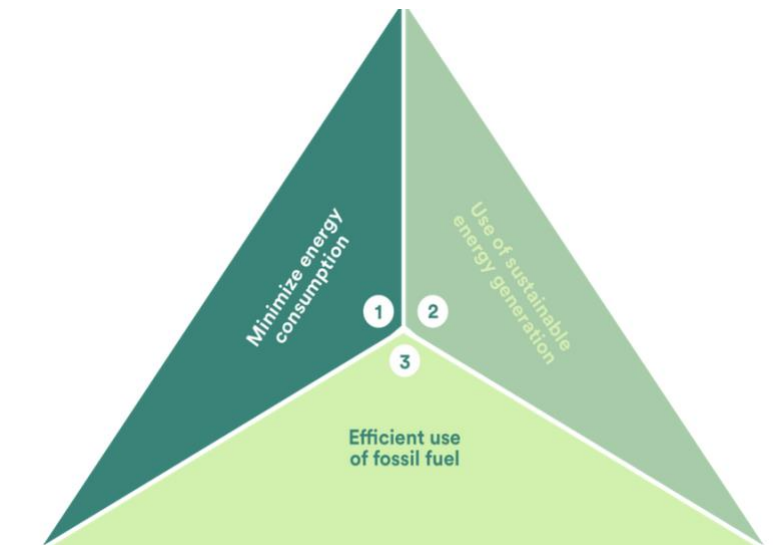 Minimize energy
consumption
1
Use of sustainable
energy generation
2
3
Efficient use
of fossil fuel